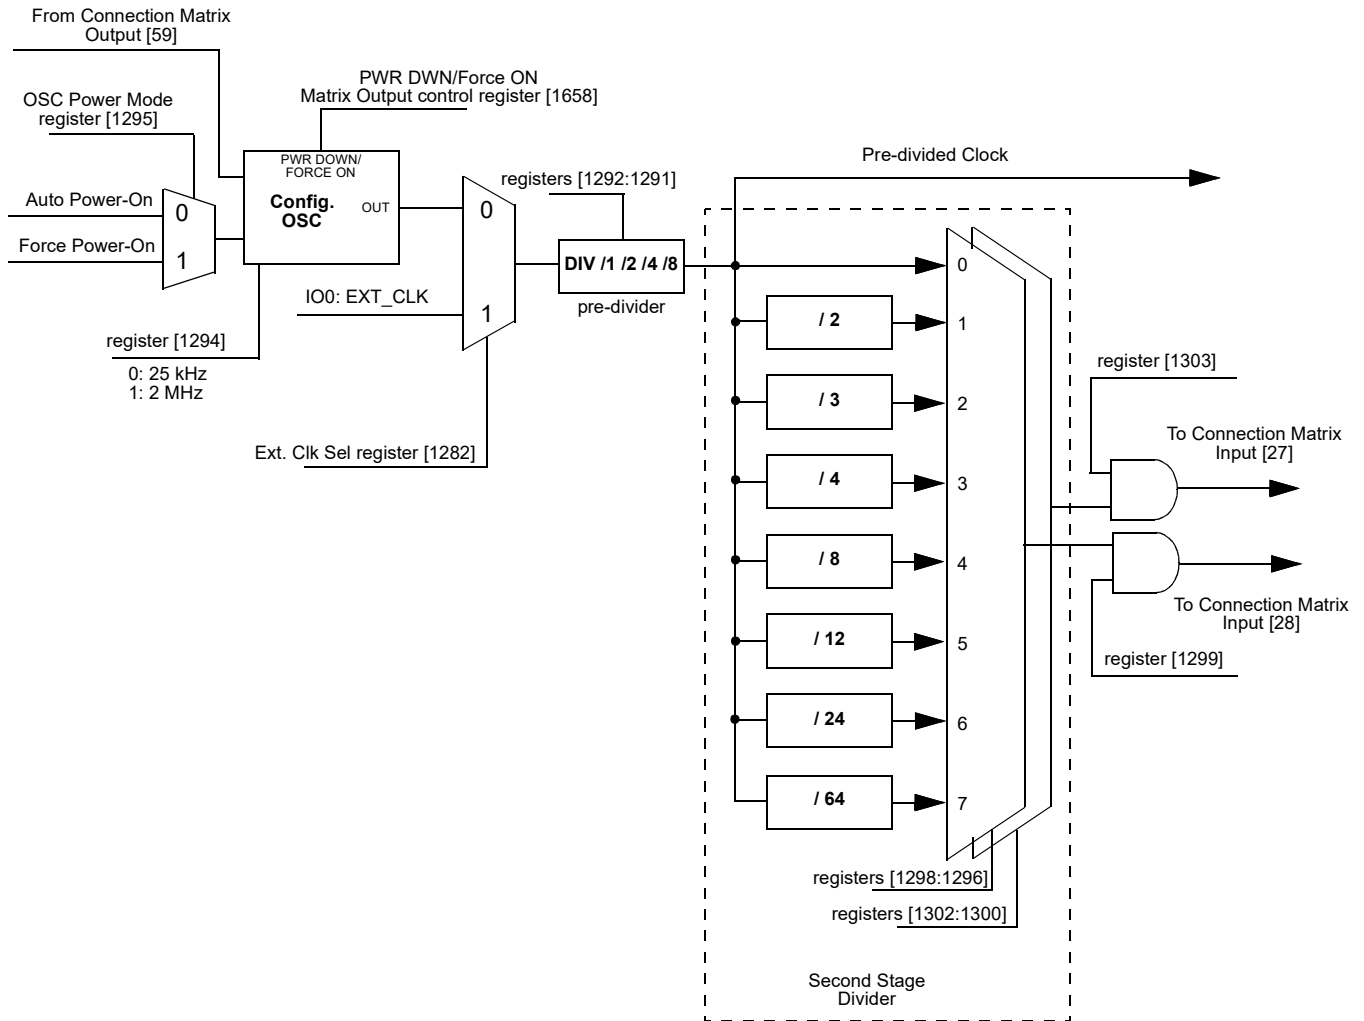 From Connection Matrix
Output [59]
PWR DWN/Force ON
Matrix Output control register [1658]
OSC Power Mode
register [1295]
PWR DOWN/
FORCE ON
Config.
OSC
OUT
Auto Power-On
0
Force Power-On
1
0
IO0: EXT_CLK
1
register [1294]
0: 25 kHz
1: 2 MHz
Ext. Clk Sel register [1282]
registers [1292:1291]
DIV /1 /2 /4 /8
pre-divider
Pre-divided Clock
0
/ 2
1
/ 3
2
/ 4
3
/ 8
4
/ 12
5
/ 24
6
/ 64
7
registers [1298:1296]
registers [1302:1300]
Second Stage
Divider
register [1303]
To Connection Matrix
Input [27]
To Connection Matrix
Input [28]
register [1299]